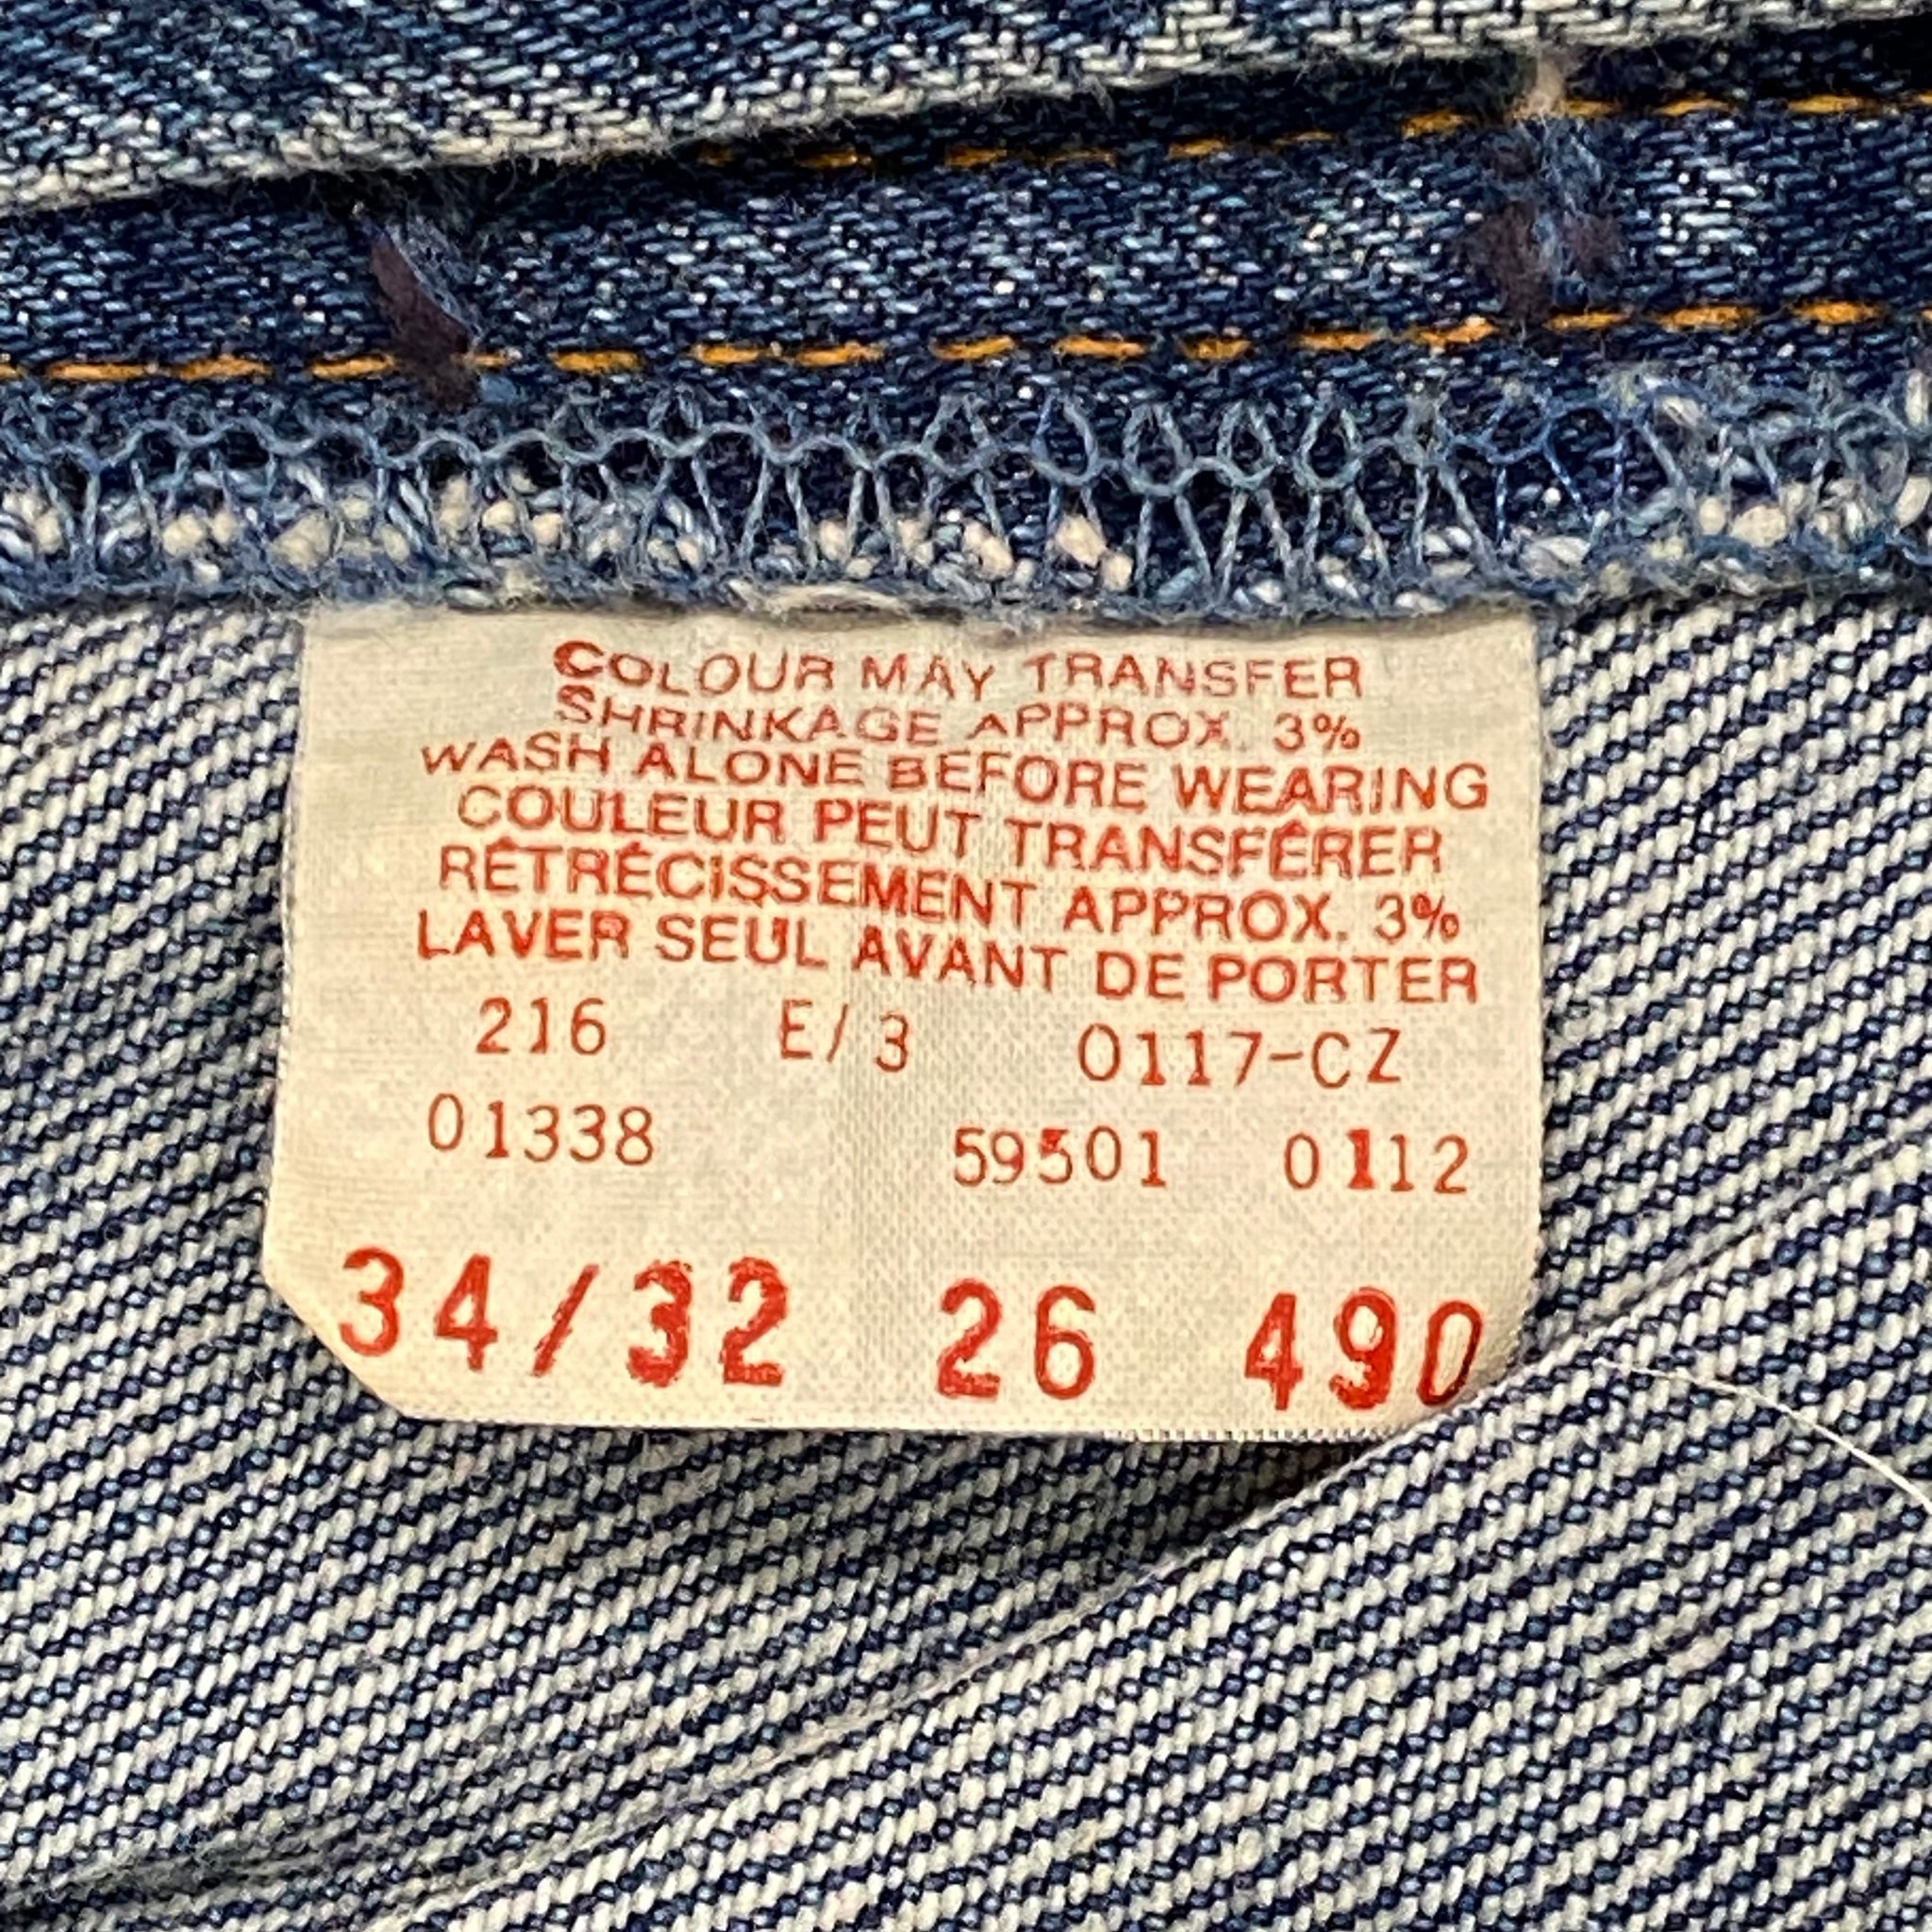 COLOUR MAY TRANSFER
SHRINKAGE APPROX. 3%
WASH ALONE BEFORE WEARING
COULEUR PEUT TRANSFÉRER
RÉTRÉCISSEMENT APPROX. 3%
LAVER SEUL AVANT DE PORTER
216 E/3 0117-CZ
01338 59501 0112
34/32 26 490